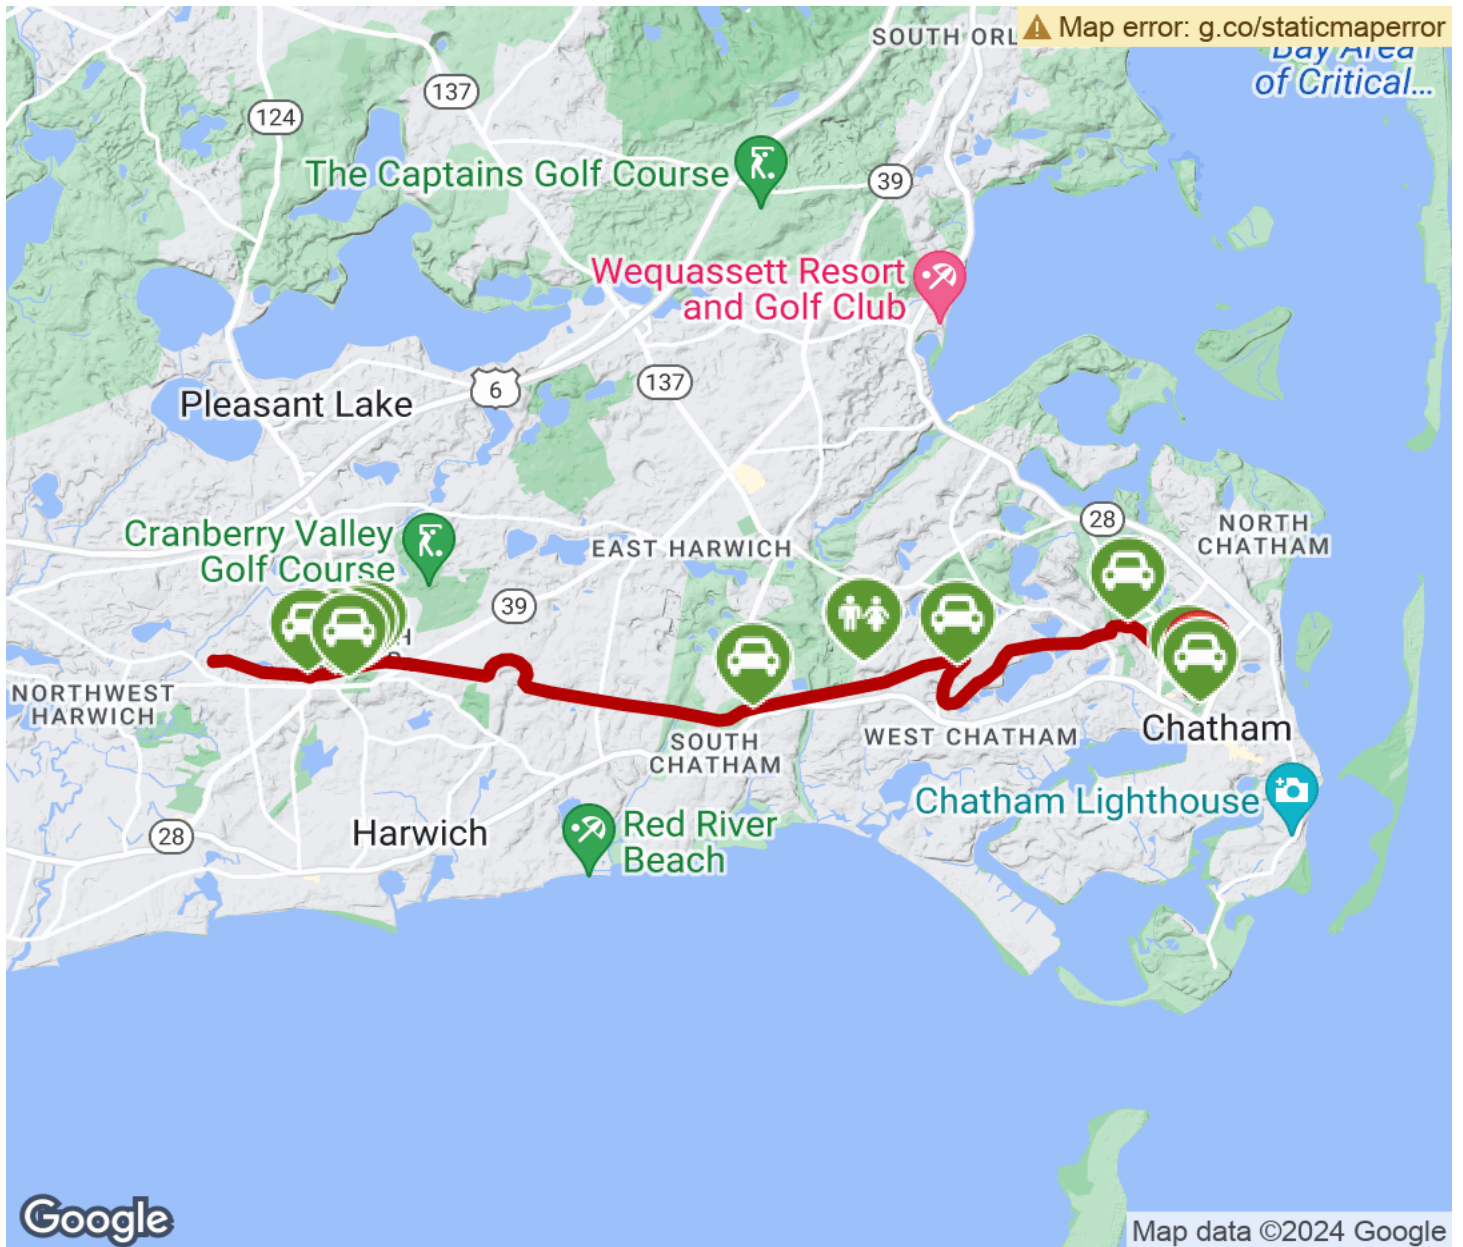 SOUTH ORL
Map error: g.co/staticmaperror
Bay Area
of Critical...
137
124
The Captains Golf Course
39
Wequassett Resort
and Golf Club
6
137
Pleasant Lake
28
NORTH
CHATHAM
Cranberry Valley
Golf Course
EAST HARWICH
39
H
NORTHWEST
HARWICH
SOUTH
CHATHAM
WEST CHATHAM
Chatham
Chatham Lighthouse
28
Harwich
Red River
Beach
Google
Map data ©2024 Google